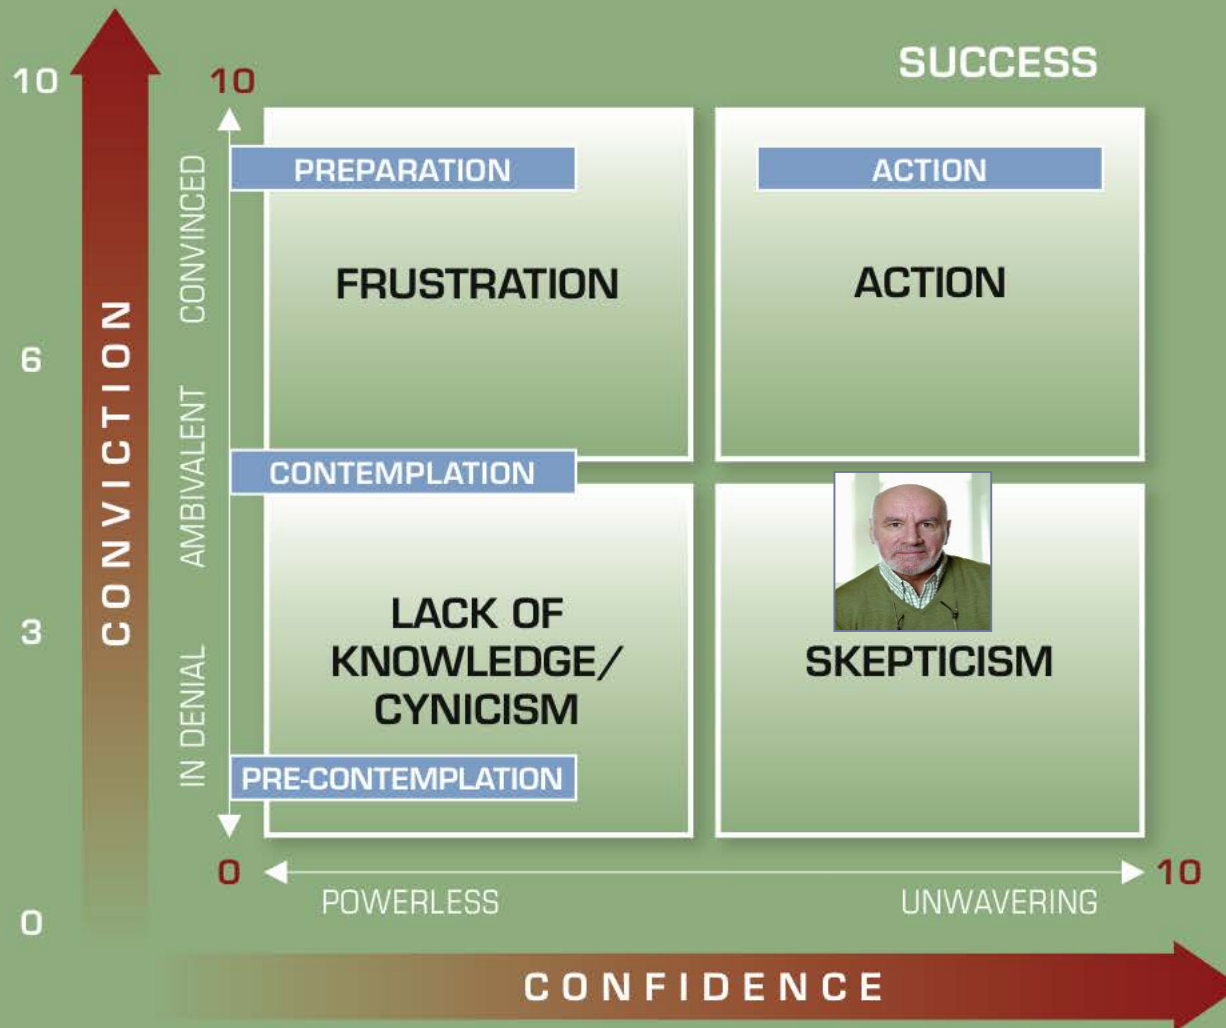 SUCCESS
10
10
PREPARATION
ACTION
CONVINCED
FRUSTRATION
ACTION
6
CONVICTION
AMBIVALENT
CONTEMPLATION
3
IN DENIAL
LACK OF
KNOWLEDGE/
CYNICISM
SKEPTICISM
PRE-CONTEMPLATION
0
10
POWERLESS
UNWAVERING
0
CONFIDENCE